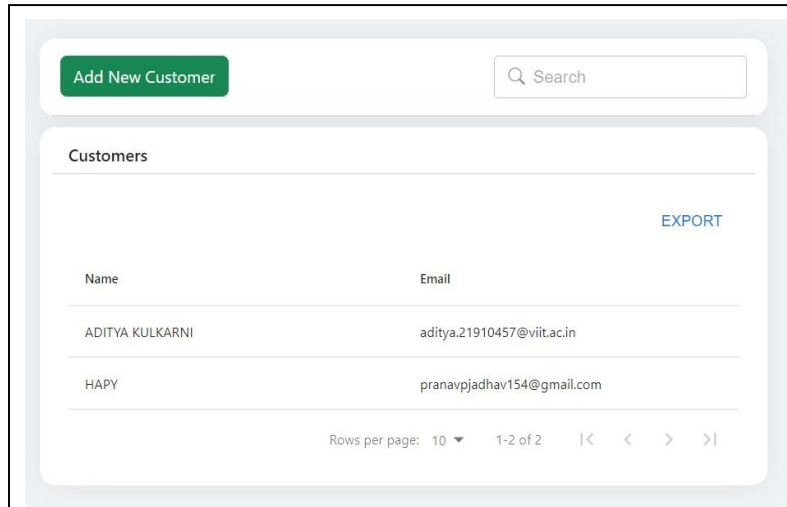 Add New Customer Search
Customers
EXPORT
Name Email
ADITYA KULKARNI aditya.21910457@viit.ac.in
HAPY pranavpjadhav154@gmail.com
Rows per page: 10 1-2 of 2